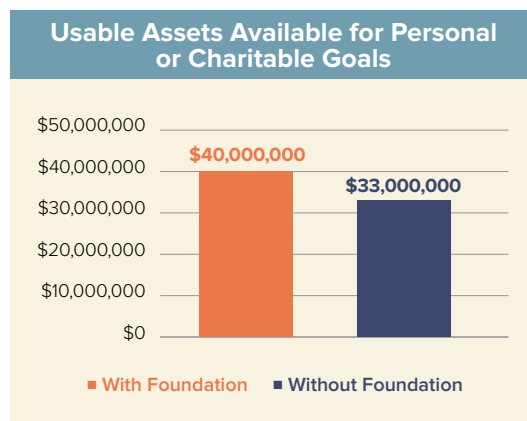 Usable Assets Available for Personal
or Charitable Goals
$50,000,000
$40,000,000
$40,000,000
$33,000,000
$30,000,000
$20,000,000
$10,000,000
$0
With Foundation
Without Foundation